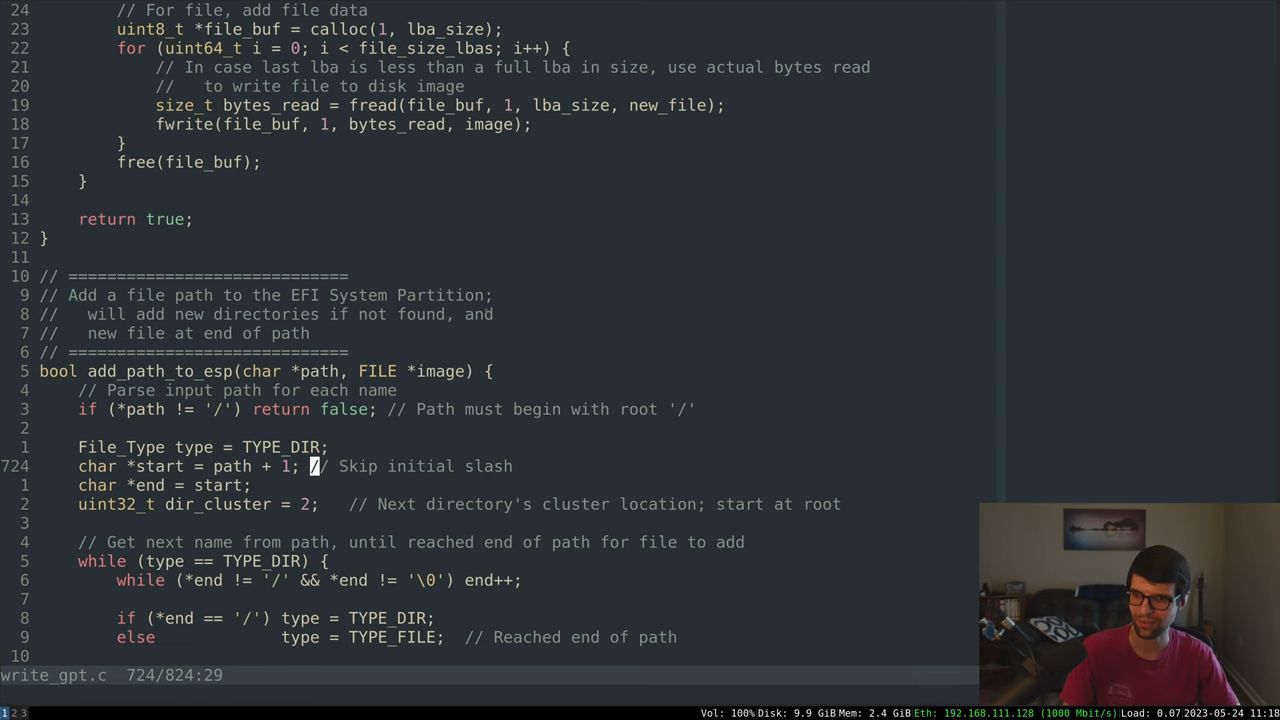 24         // For file, add file data
23         uint8_t *file_buf = calloc(1, lba_size);
22         for (uint64_t i = 0; i < file_size_lbas; i++) {
21             // In case last lba is less than a full lba in size, use actual bytes read
20             //   to write file to disk image
19             size_t bytes_read = fread(file_buf, 1, lba_size, new_file);
18             fwrite(file_buf, 1, bytes_read, image);
17         }
16         free(file_buf);
15     }
14
13     return true;
12 }
11
10 // =============================
9 // Add a file path to the EFI System Partition;
8 //   will add new directories if not found, and
7 //   new file at end of path
6 // =============================
5 bool add_path_to_esp(char *path, FILE *image) {
4     // Parse input path for each name
3     if (*path != '/') return false; // Path must begin with root '/'
2
1     File_Type type = TYPE_DIR;
724     char *start = path + 1; // Skip initial slash
1     char *end = start;
2     uint32_t dir_cluster = 2;   // Next directory's cluster location; start at root
3
4     // Get next name from path, until reached end of path for file to add
5     while (type == TYPE_DIR) {
6         while (*end != '/' && *end != '\0') end++;
7
8         if (*end == '/') type = TYPE_DIR;
9         else             type = TYPE_FILE;  // Reached end of path
10
write_gpt.c  724/824:29
1 2 3 Vol: 100% Disk: 9.9 GiB Mem: 2.4 GiB Eth: 192.168.111.128 (1000 Mbit/s) Load: 0.07 2023-05-24 11:18